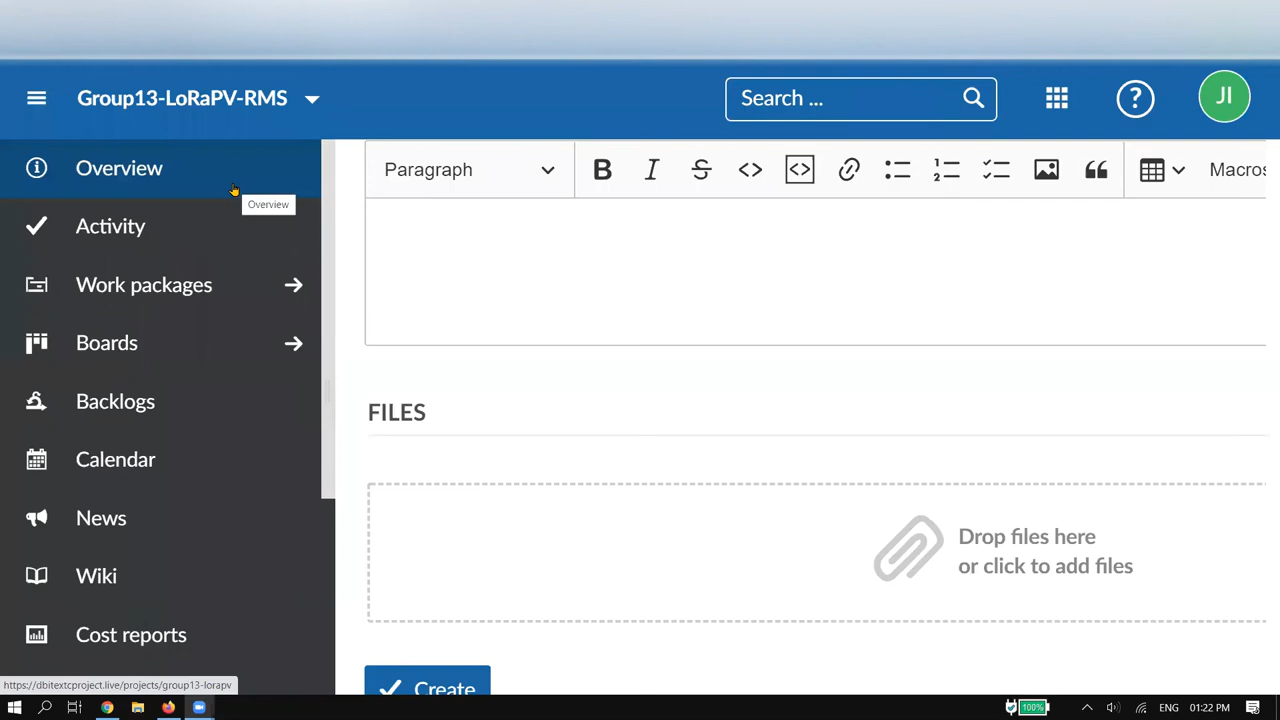 Group13-LoRaPV-RMS
Search ...
?
JI
Overview
Overview
Activity
Work packages
Boards
Backlogs
Calendar
News
Wiki
Cost reports
Paragraph
B I S
Macros
FILES
Drop files here
or click to add files
Create
https://dbitextcproject.live/projects/group13-lorapv
100%
ENG
01:22 PM